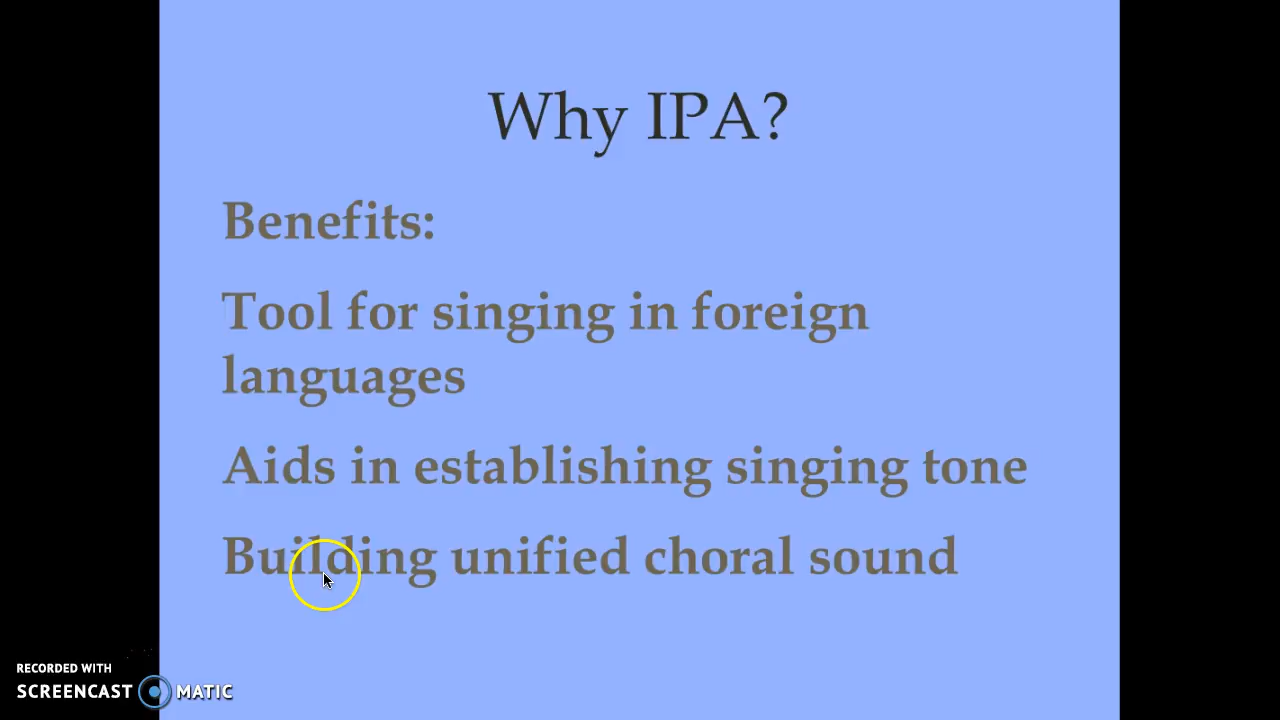 Why IPA?
Benefits:
Tool for singing in foreign
languages
Aids in establishing singing tone
Building unified choral sound
RECORDED WITH
SCREENCAST MATIC